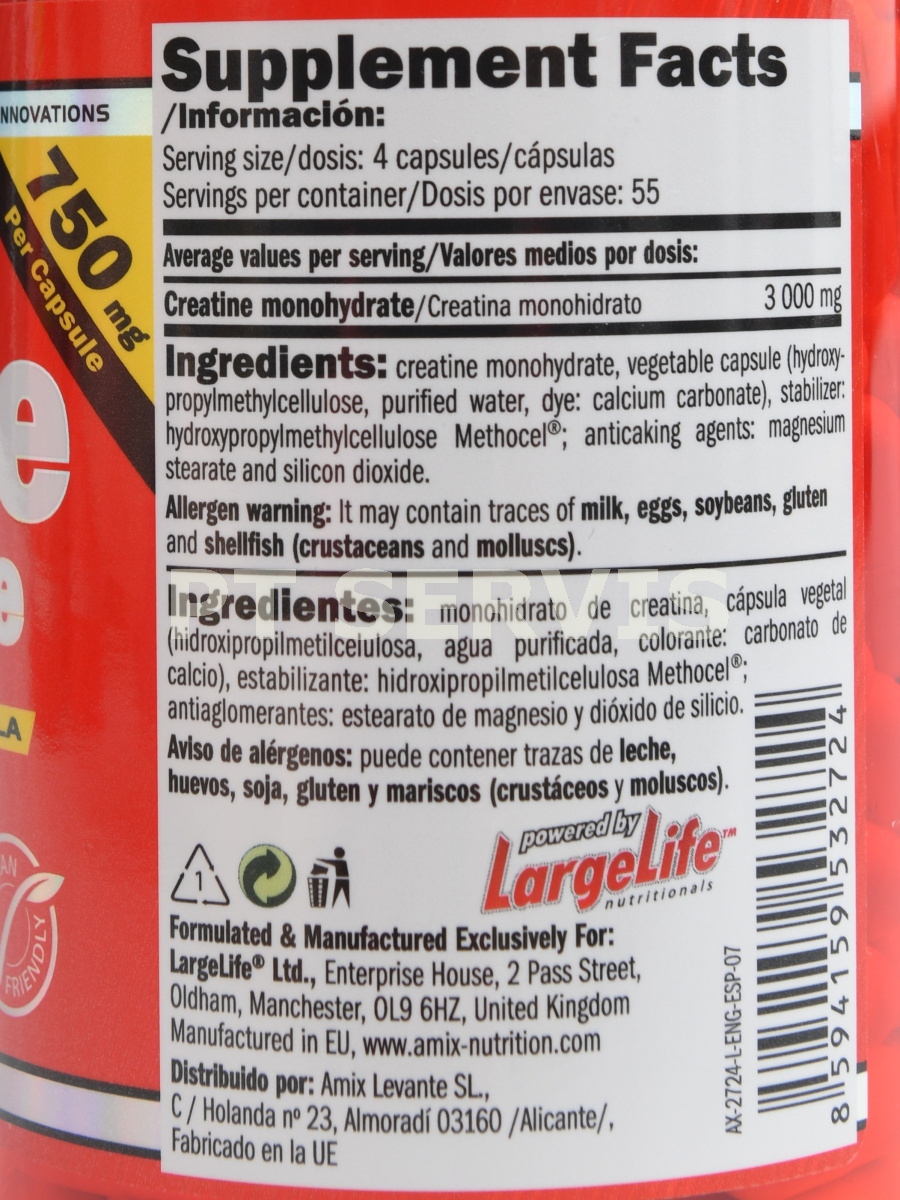 Supplement Facts
/Información:
Serving size/dosis: 4 capsules/cápsulas
Servings per container/Dosis por envase: 55
Average values per serving/Valores medios por dosis:
Creatine monohydrate/Creatina monohidrato 3 000 mg
Ingredients: creatine monohydrate, vegetable capsule (hydroxy-
propylmethylcellulose, purified water, dye: calcium carbonate), stabilizer:
hydroxypropylmethylcellulose Methocel®; anticaking agents: magnesium
stearate and silicon dioxide.
Allergen warning: It may contain traces of milk, eggs, soybeans, gluten
and shellfish (crustaceans and molluscs).
PT SERVIS
Ingredientes: monohidrato de creatina, cápsula vegetal
(hidroxipropilmetilcelulosa, agua purificada, colorante: carbonato de
calcio), estabilizante: hidroxipropilmetilcelulosa Methocel®;
antiaglomerantes: estearato de magnesio y dióxido de silicio.
Aviso de alérgenos: puede contener trazas de leche,
huevos, soja, gluten y mariscos (crustáceos y moluscos).
1
powered by
LargeLife™
nutritionals
Formulated & Manufactured Exclusively For:
LargeLife® Ltd., Enterprise House, 2 Pass Street,
Oldham, Manchester, OL9 6HZ, United Kingdom
Manufactured in EU, www.amix-nutrition.com
Distribuido por: Amix Levante SL.,
C / Holanda nº 23, Almoradí 03160 /Alicante/,
Fabricado en la UE
AX-2724-L-ENG-ESP-07
8594159532724
NNOVATIONS
750 mg
Per Capsule
e
e
LA
AN
FRIENDLY